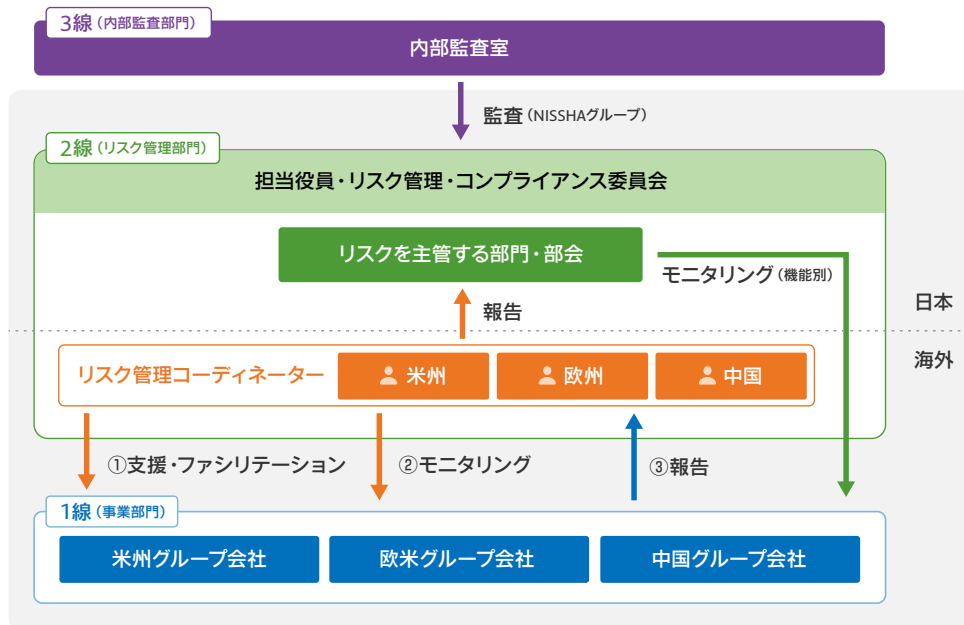 3線（内部監査部門）
内部監査室
監査（NISSHAグループ）
2線（リスク管理部門）
担当役員・リスク管理・コンプライアンス委員会
リスクを主管する部門・部会
モニタリング（機能別）
報告
日本
海外
リスク管理コーディネーター
米州
欧州
中国
①支援・ファシリテーション
②モニタリング
③報告
1線（事業部門）
米州グループ会社
欧米グループ会社
中国グループ会社